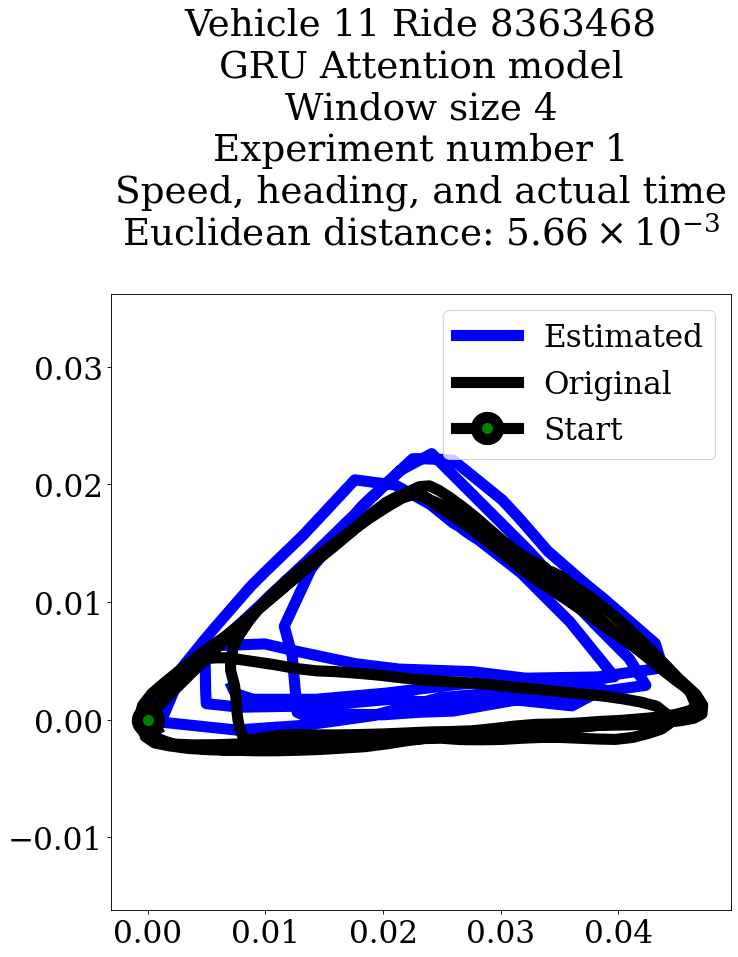 Vehicle 11 Ride 8363468
GRU Attention model
Window size 4
Experiment number 1
Speed, heading, and actual time
Euclidean distance: 5.66 × 10⁻³
Estimated
Original
Start
0.03
0.02
0.01
0.00
−0.01
0.00 0.01 0.02 0.03 0.04